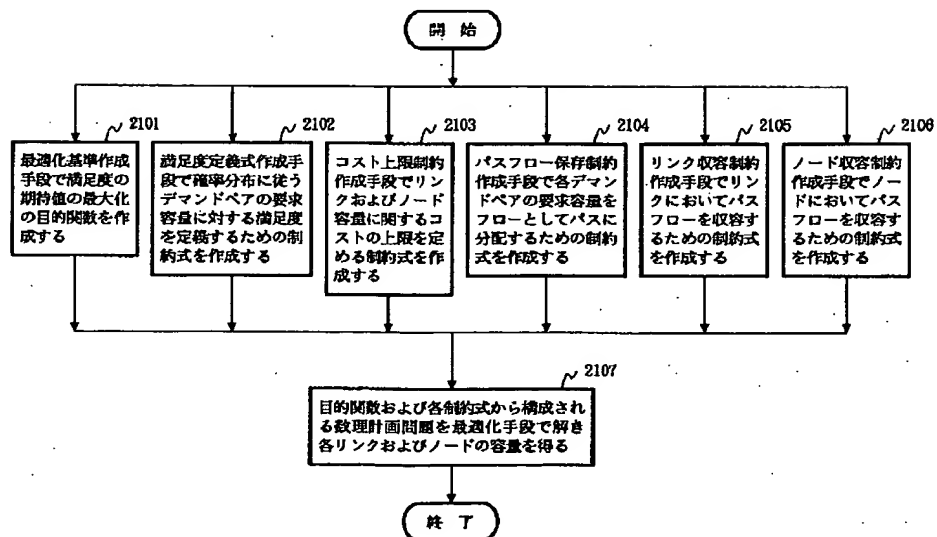 開始
2101
最適化基準作成
手段で満足度の
期待値の最大化
の目的関数を作
成する
2102
満足度定義式作成手
段で確率分布に従う
デマンドペアの要求
容量に対する満足度
を定義するための制
約式を作成する
2103
コスト上限制約
作成手段でリン
クおよびノード
容量に関するコ
ストの上限を定
める制約式を作
成する
2104
パスフロー保存制約
作成手段で各デマン
ドペアの要求容量を
フローとしてパスに
分配するための制約
式を作成する
2105
リンク収容制約
作成手段でリン
クにおいてパス
フローを収容す
るための制約式
を作成する
2106
ノード収容制約
作成手段でノー
ドにおいてパス
フローを収容す
るための制約式
を作成する
2107
目的関数および各制約式から構成され
る数理計画問題を最適化手段で解き
各リンクおよびノードの容量を得る
終了